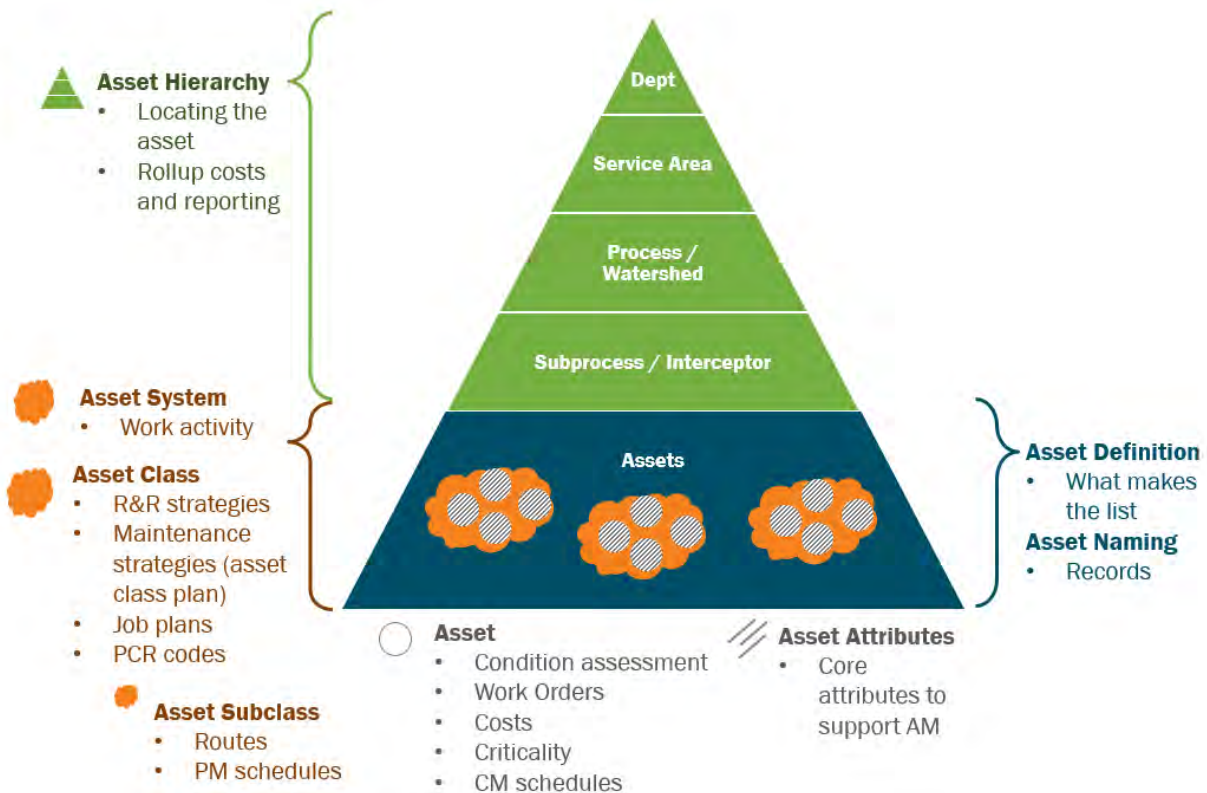 Asset Hierarchy
• Locating the
asset
• Rollup costs
and reporting
Dept
Service Area
Process /
Watershed
Subprocess / Interceptor
Assets
Asset System
• Work activity
Asset Class
• R&R strategies
• Maintenance
strategies (asset
class plan)
• Job plans
• PCR codes
Asset Subclass
• Routes
• PM schedules
Asset
• Condition assessment
• Work Orders
• Costs
• Criticality
• CM schedules
Asset Attributes
• Core
attributes to
support AM
Asset Definition
• What makes
the list
Asset Naming
• Records